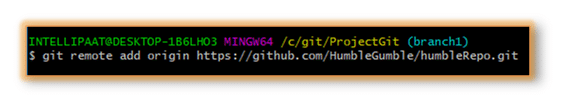 INTELLIPAAT@DESKTOP-1B6LHO3 MINGW64 /c/git/ProjectGit (branch1)
$ git remote add origin https://github.com/HumbleGumble/humbleRepo.git